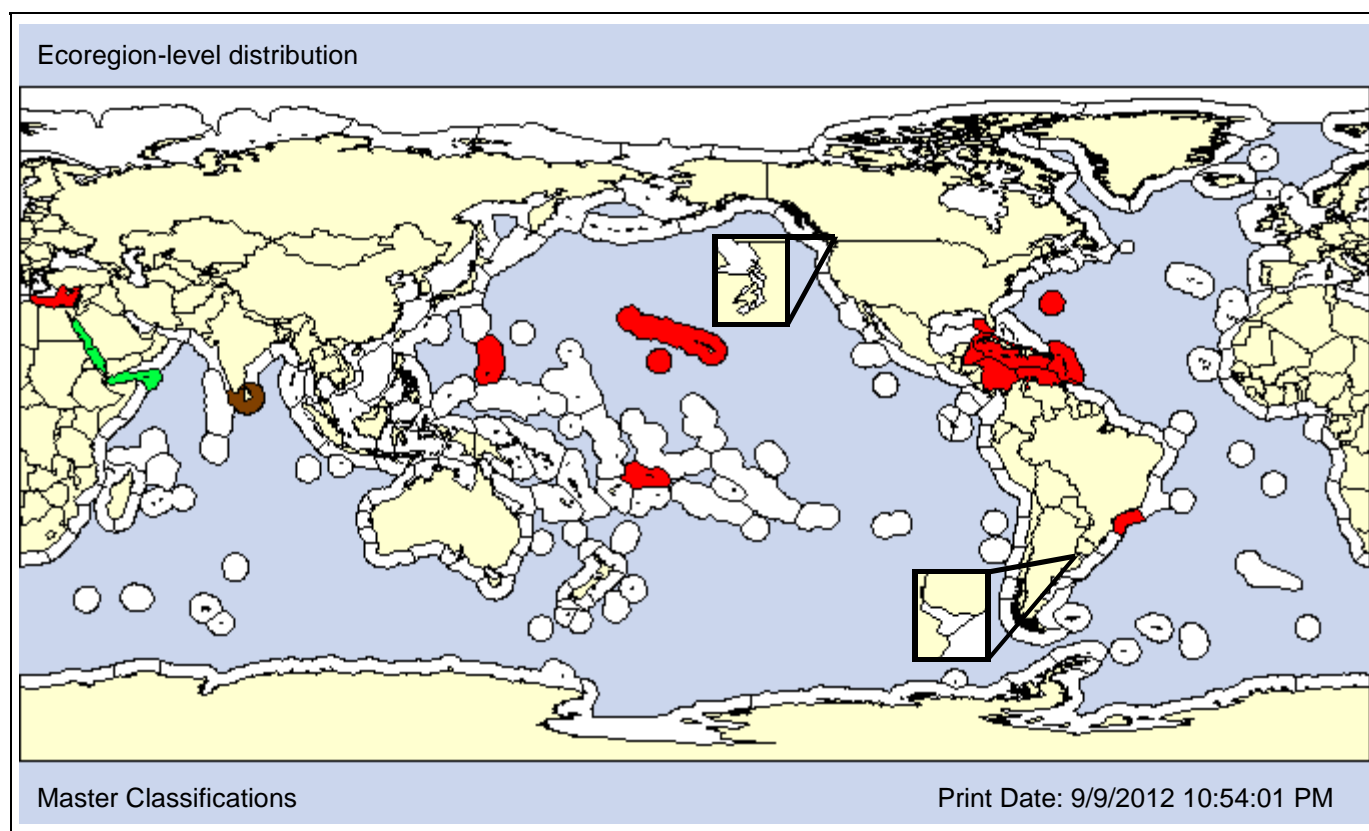 Ecoregion-level distribution
Master Classifications
Print Date: 9/9/2012 10:54:01 PM